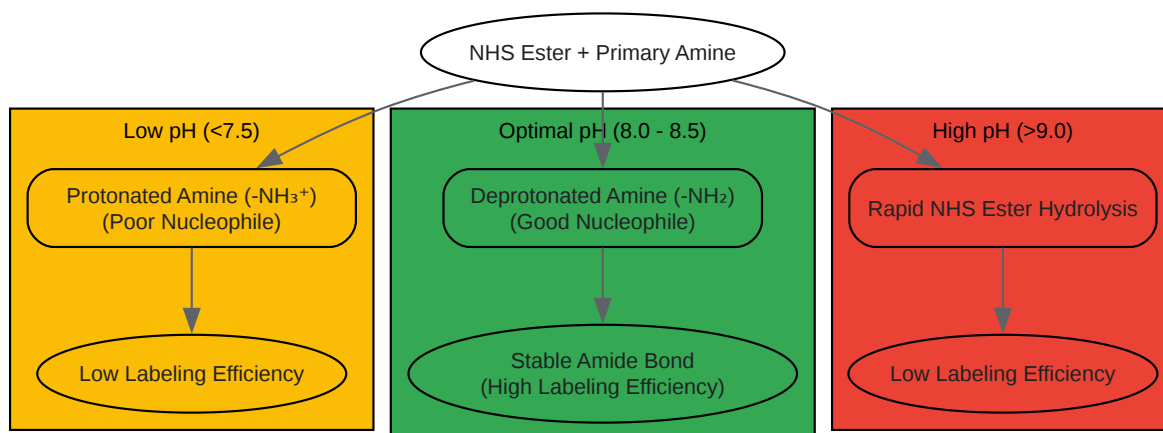 NHS Ester + Primary Amine
Low pH (<7.5)
Protonated Amine (-NH₃⁺)
(Poor Nucleophile)
Low Labeling Efficiency
Optimal pH (8.0 - 8.5)
Deprotonated Amine (-NH₂)
(Good Nucleophile)
Stable Amide Bond
(High Labeling Efficiency)
High pH (>9.0)
Rapid NHS Ester Hydrolysis
Low Labeling Efficiency